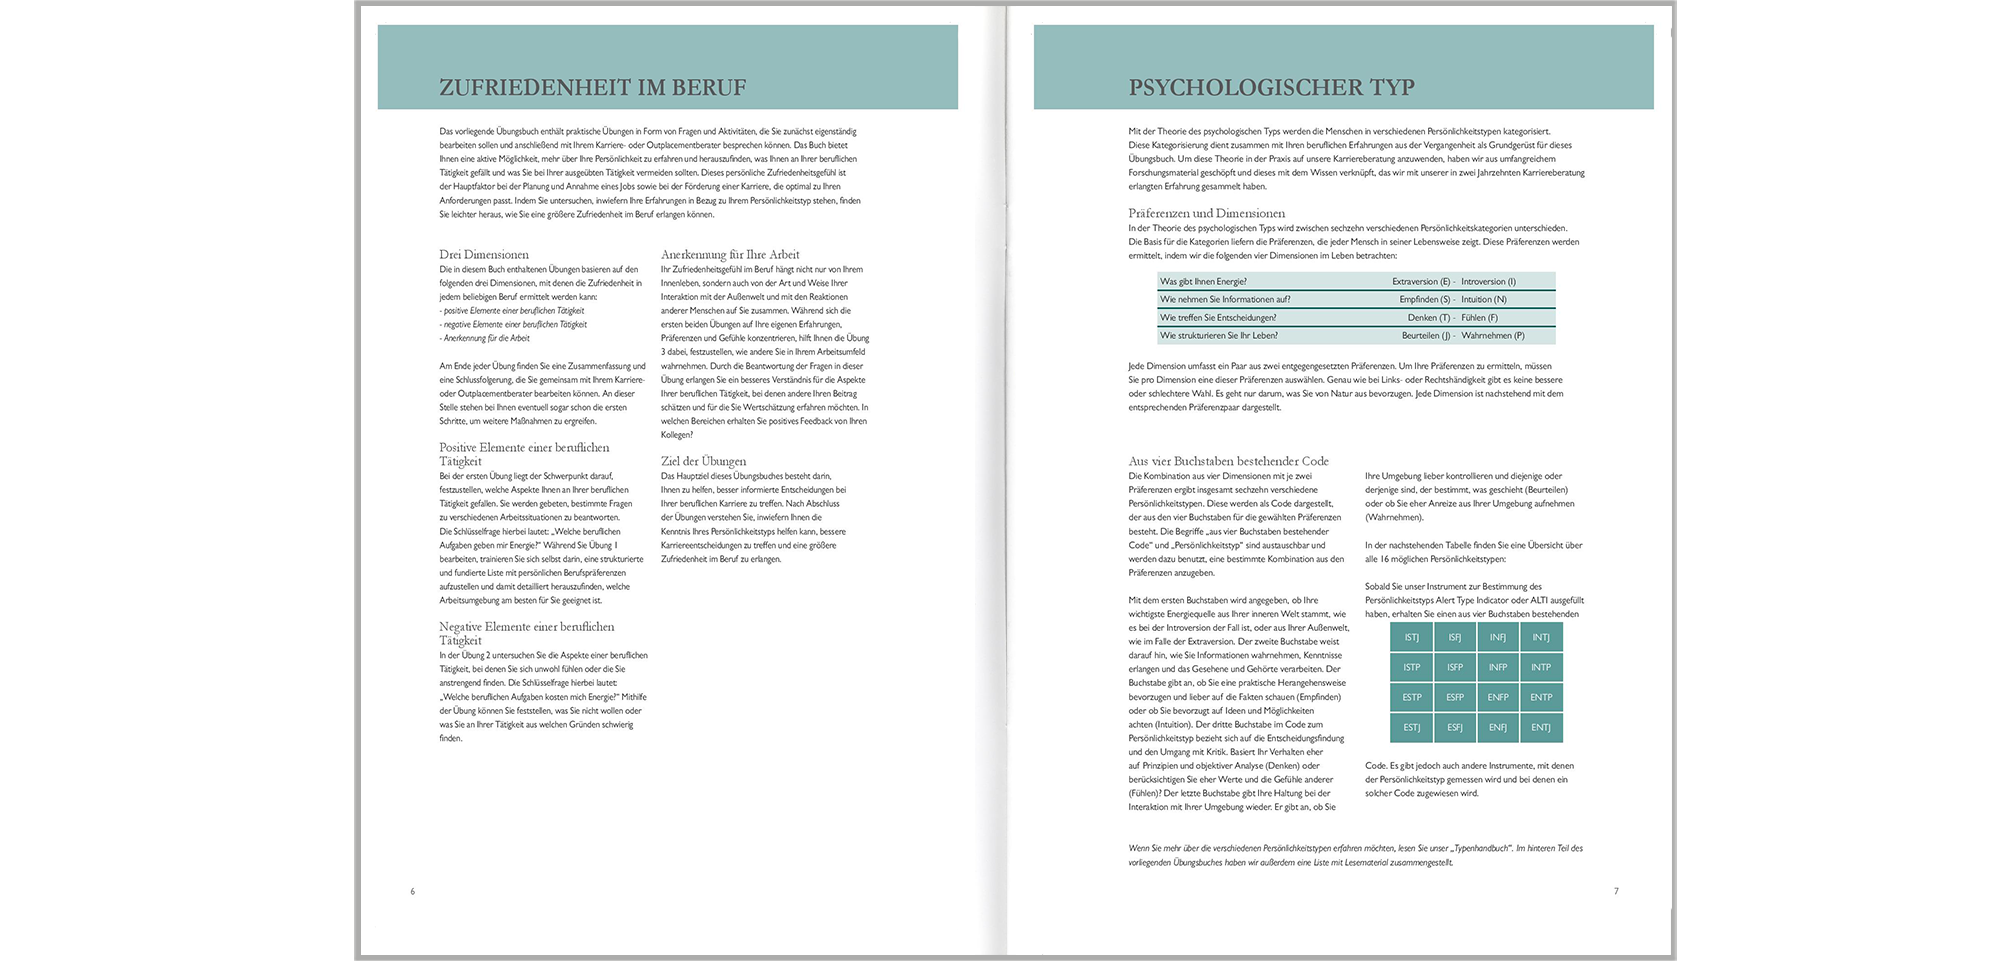 ZUFRIEDENHEIT IM BERUF
Das vorliegende Übungsbuch enthält praktische Übungen in Form von Fragen und Aktivitäten, die Sie zunächst eigenständig
bearbeiten sollen und anschließend mit Ihrem Karriere- oder Outplacementberater besprechen können. Das Buch bietet
Ihnen eine aktive Möglichkeit, mehr über Ihre Persönlichkeit zu erfahren und herauszufinden, was Ihnen an Ihrer beruflichen
Tätigkeit gefällt und was Sie bei Ihrer ausgeübten Tätigkeit vermeiden sollten. Dieses persönliche Zufriedenheitsgefühl ist
der Hauptfaktor bei der Planung und Annahme eines Jobs sowie bei der Förderung einer Karriere, die optimal zu Ihren
Anforderungen passt. Indem Sie untersuchen, inwiefern Ihre Erfahrungen in Bezug zu Ihrem Persönlichkeitstyp stehen, finden
Sie leichter heraus, wie Sie eine größere Zufriedenheit im Beruf erlangen können.
Drei Dimensionen
Die in diesem Buch enthaltenen Übungen basieren auf den
folgenden drei Dimensionen, mit denen die Zufriedenheit in
jedem beliebigen Beruf ermittelt werden kann:
- positive Elemente einer beruflichen Tätigkeit
- negative Elemente einer beruflichen Tätigkeit
- Anerkennung für die Arbeit
Am Ende jeder Übung finden Sie eine Zusammenfassung und
eine Schlussfolgerung, die Sie gemeinsam mit Ihrem Karriere-
oder Outplacementberater bearbeiten können. An dieser
Stelle stehen bei Ihnen eventuell sogar schon die ersten
Schritte, um weitere Maßnahmen zu ergreifen.
Positive Elemente einer beruflichen
Tätigkeit
Bei der ersten Übung liegt der Schwerpunkt darauf,
festzustellen, welche Aspekte Ihnen an Ihrer beruflichen
Tätigkeit gefallen. Sie werden gebeten, bestimmte Fragen
zu verschiedenen Arbeitssituationen zu beantworten.
Die Schlüsselfrage hierbei lautet: „Welche beruflichen
Aufgaben geben mir Energie?“ Während Sie Übung 1
bearbeiten, trainieren Sie sich selbst darin, eine strukturierte
und fundierte Liste mit persönlichen Berufspräferenzen
aufzustellen und damit detailliert herauszufinden, welche
Arbeitsumgebung am besten für Sie geeignet ist.
Negative Elemente einer beruflichen
Tätigkeit
In der Übung 2 untersuchen Sie die Aspekte einer beruflichen
Tätigkeit, bei denen Sie sich unwohl fühlen oder die Sie
anstrengend finden. Die Schlüsselfrage hierbei lautet:
„Welche beruflichen Aufgaben kosten mich Energie?“ Mithilfe
der Übung können Sie feststellen, was Sie nicht wollen oder
was Sie an Ihrer Tätigkeit aus welchen Gründen schwierig
finden.
Anerkennung für Ihre Arbeit
Ihr Zufriedenheitsgefühl im Beruf hängt nicht nur von Ihrem
Innenleben, sondern auch von der Art und Weise Ihrer
Interaktion mit der Außenwelt und mit den Reaktionen
anderer Menschen auf Sie zusammen. Während sich die
ersten beiden Übungen auf Ihre eigenen Erfahrungen,
Präferenzen und Gefühle konzentrieren, hilft Ihnen die Übung
3 dabei, festzustellen, wie andere Sie in Ihrem Arbeitsumfeld
wahrnehmen. Durch die Beantwortung der Fragen in dieser
Übung erlangen Sie ein besseres Verständnis für die Aspekte
Ihrer beruflichen Tätigkeit, bei denen andere Ihren Beitrag
schätzen und für die Sie Wertschätzung erfahren möchten. In
welchen Bereichen erhalten Sie positives Feedback von Ihren
Kollegen?
Ziel der Übungen
Das Hauptziel dieses Übungsbuches besteht darin,
Ihnen zu helfen, besser informierte Entscheidungen bei
Ihrer beruflichen Karriere zu treffen. Nach Abschluss
der Übungen verstehen Sie, inwiefern Ihnen die
Kenntnis Ihres Persönlichkeitstyps helfen kann, bessere
Karriereentscheidungen zu treffen und eine größere
Zufriedenheit im Beruf zu erlangen.
6
PSYCHOLOGISCHER TYP
Mit der Theorie des psychologischen Typs werden die Menschen in verschiedenen Persönlichkeitstypen kategorisiert.
Diese Kategorisierung dient zusammen mit Ihren beruflichen Erfahrungen aus der Vergangenheit als Grundgerüst für dieses
Übungsbuch. Um diese Theorie in der Praxis auf unsere Karriereberatung anzuwenden, haben wir aus umfangreichem
Forschungsmaterial geschöpft und dieses mit dem Wissen verknüpft, das wir mit unserer in zwei Jahrzehnten Karriereberatung
erlangten Erfahrung gesammelt haben.
Präferenzen und Dimensionen
In der Theorie des psychologischen Typs wird zwischen sechzehn verschiedenen Persönlichkeitskategorien unterschieden.
Die Basis für die Kategorien liefern die Präferenzen, die jeder Mensch in seiner Lebensweise zeigt. Diese Präferenzen werden
ermittelt, indem wir die folgenden vier Dimensionen im Leben betrachten:
Was gibt Ihnen Energie? Extraversion (E) - Introversion (I)
Wie nehmen Sie Informationen auf? Empfinden (S) - Intuition (N)
Wie treffen Sie Entscheidungen? Denken (T) - Fühlen (F)
Wie strukturieren Sie Ihr Leben? Beurteilen (J) - Wahrnehmen (P)
Jede Dimension umfasst ein Paar aus zwei entgegengesetzten Präferenzen. Um Ihre Präferenzen zu ermitteln, müssen
Sie pro Dimension eine dieser Präferenzen auswählen. Genau wie bei Links- oder Rechtshändigkeit gibt es keine bessere
oder schlechtere Wahl. Es geht nur darum, was Sie von Natur aus bevorzugen. Jede Dimension ist nachstehend mit dem
entsprechenden Präferenzpaar dargestellt.
Aus vier Buchstaben bestehender Code
Die Kombination aus vier Dimensionen mit je zwei
Präferenzen ergibt insgesamt sechzehn verschiedene
Persönlichkeitstypen. Diese werden als Code dargestellt,
der aus den vier Buchstaben für die gewählten Präferenzen
besteht. Die Begriffe „aus vier Buchstaben bestehender
Code“ und „Persönlichkeitstyp“ sind austauschbar und
werden dazu benutzt, eine bestimmte Kombination aus den
Präferenzen anzugeben.
Mit dem ersten Buchstaben wird angegeben, ob Ihre
wichtigste Energiequelle aus Ihrer inneren Welt stammt, wie
es bei der Introversion der Fall ist, oder aus Ihrer Außenwelt,
wie im Falle der Extraversion. Der zweite Buchstabe weist
darauf hin, wie Sie Informationen wahrnehmen, Kenntnisse
erlangen und das Gesehene und Gehörte verarbeiten. Der
Buchstabe gibt an, ob Sie eine praktische Herangehensweise
bevorzugen und lieber auf die Fakten schauen (Empfinden)
oder ob Sie bevorzugt auf Ideen und Möglichkeiten
achten (Intuition). Der dritte Buchstabe im Code zum
Persönlichkeitstyp bezieht sich auf die Entscheidungsfindung
und den Umgang mit Kritik. Basiert Ihr Verhalten eher
auf Prinzipien und objektiver Analyse (Denken) oder
berücksichtigen Sie eher Werte und die Gefühle anderer
(Fühlen)? Der letzte Buchstabe gibt Ihre Haltung bei der
Interaktion mit Ihrer Umgebung wieder. Er gibt an, ob Sie
Ihre Umgebung lieber kontrollieren und diejenige oder
derjenige sind, der bestimmt, was geschieht (Beurteilen)
oder ob Sie eher Anreize aus Ihrer Umgebung aufnehmen
(Wahrnehmen).
In der nachstehenden Tabelle finden Sie eine Übersicht über
alle 16 möglichen Persönlichkeitstypen:
Sobald Sie unser Instrument zur Bestimmung des
Persönlichkeitstyps Alert Type Indicator oder ALTI ausgefüllt
haben, erhalten Sie einen aus vier Buchstaben bestehenden
ISTJ ISFJ INFJ INTJ
ISTP ISFP INFP INTP
ESTP ESFP ENFP ENTP
ESTJ ESFJ ENFJ ENTJ
Code. Es gibt jedoch auch andere Instrumente, mit denen
der Persönlichkeitstyp gemessen wird und bei denen ein
solcher Code zugewiesen wird.
Wenn Sie mehr über die verschiedenen Persönlichkeitstypen erfahren möchten, lesen Sie unser „Typenhandbuch“. Im hinteren Teil des
vorliegenden Übungsbuches haben wir außerdem eine Liste mit Lesematerial zusammengestellt.
7